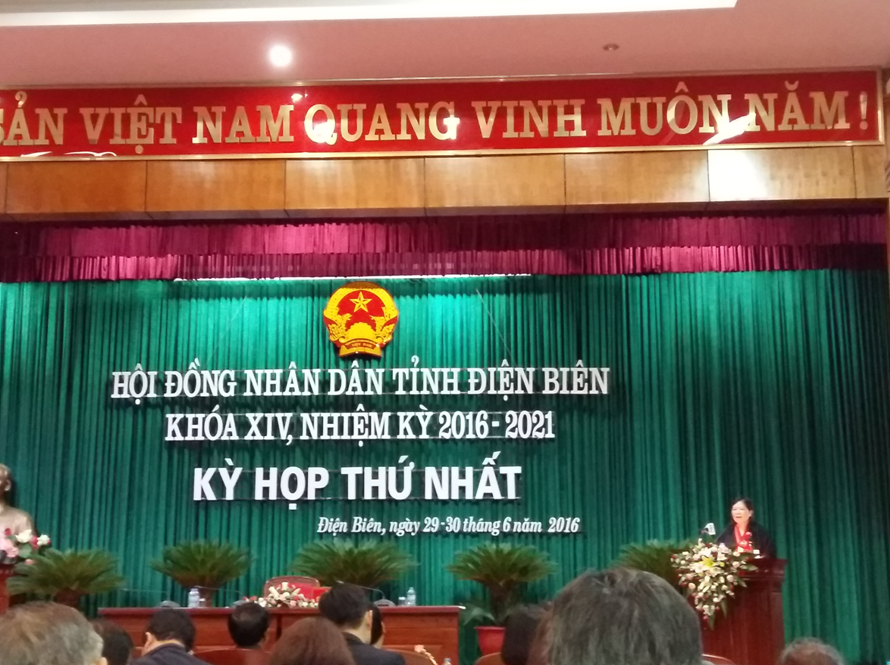 SẢN VIỆT NAM QUANG VINH MUÔN NĂM !
HỘI ĐỒNG NHÂN DÂN TỈNH ĐIỆN BIÊN
KHÓA XIV, NHIỆM KỲ 2016 - 2021
KỲ HỌP THỨ NHẤT
Điện Biên, ngày 29-30 tháng 6 năm 2016